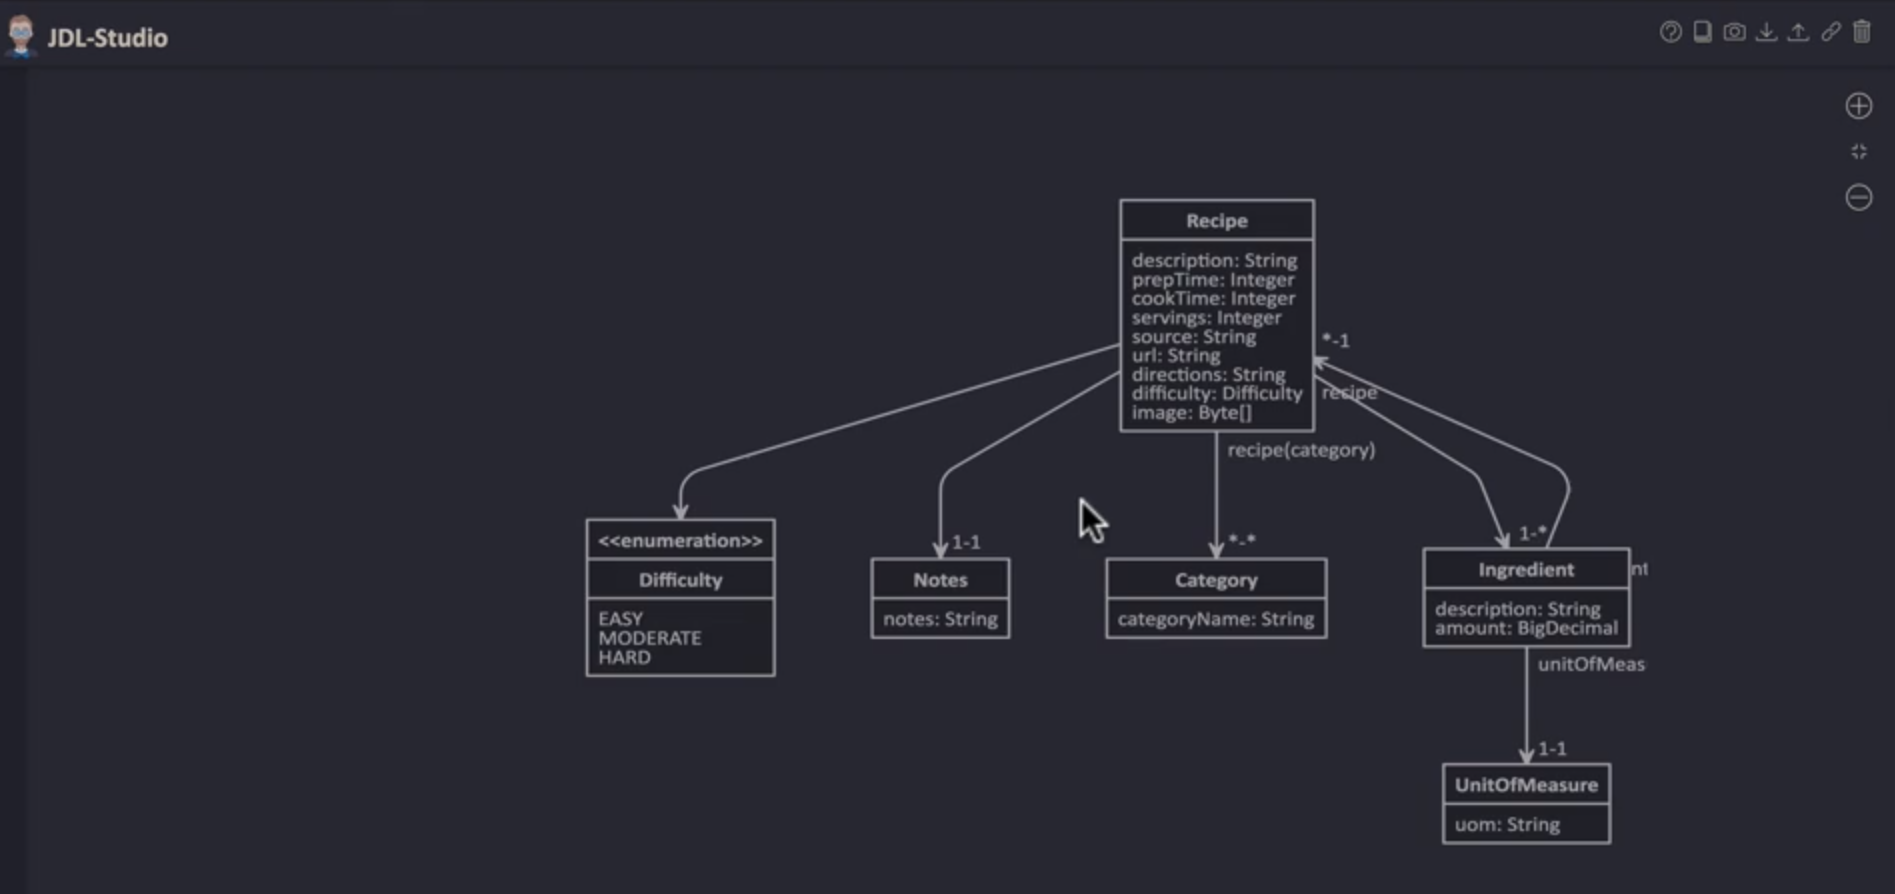 JDL-Studio
Recipe
description: String
prepTime: Integer
cookTime: Integer
servings: Integer
source: String
url: String
directions: String
difficulty: Difficulty
image: Byte[]
*-1
recipe
recipe(category)
<<enumeration>>
Difficulty
EASY
MODERATE
HARD
1-1
Notes
notes: String
*-*
Category
categoryName: String
1-*
Ingredient
nt
description: String
amount: BigDecimal
unitOfMeas
1-1
UnitOfMeasure
uom: String